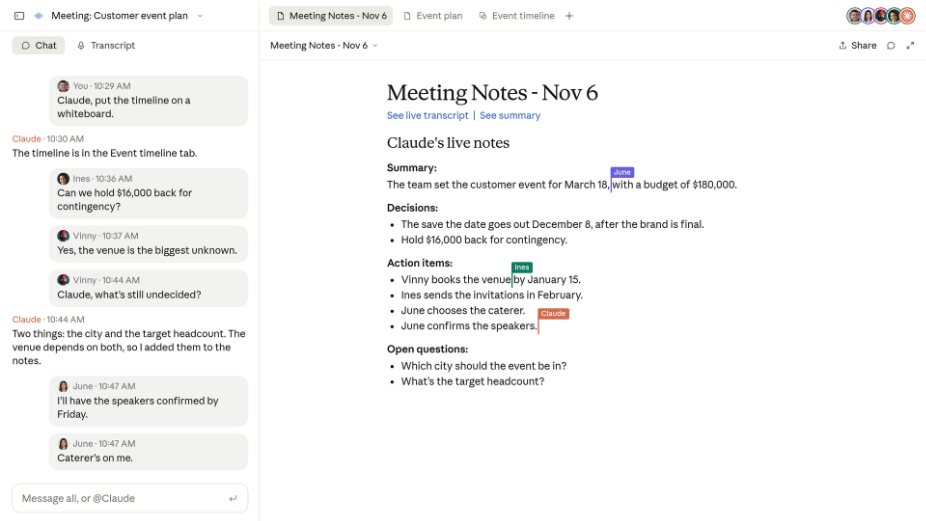 Meeting: Customer event plan
Chat
Transcript
You · 10:29 AM
Claude, put the timeline on a
whiteboard.
Claude · 10:30 AM
The timeline is in the Event timeline tab.
Ines · 10:36 AM
Can we hold $16,000 back for
contingency?
Vinny · 10:37 AM
Yes, the venue is the biggest unknown.
Vinny · 10:44 AM
Claude, what's still undecided?
Claude · 10:44 AM
Two things: the city and the target headcount. The
venue depends on both, so I added them to the
notes.
June · 10:47 AM
I'll have the speakers confirmed by
Friday.
June · 10:47 AM
Caterer's on me.
Message all, or @Claude
Meeting Notes - Nov 6
Event plan
Event timeline
Meeting Notes - Nov 6
Share
Meeting Notes - Nov 6
See live transcript | See summary
Claude's live notes
Summary:
June
The team set the customer event for March 18, with a budget of $180,000.
Decisions:
• The save the date goes out December 8, after the brand is final.
• Hold $16,000 back for contingency.
Action items:
Ines
• Vinny books the venue by January 15.
• Ines sends the invitations in February.
• June chooses the caterer.
Claude
• June confirms the speakers.
Open questions:
• Which city should the event be in?
• What's the target headcount?